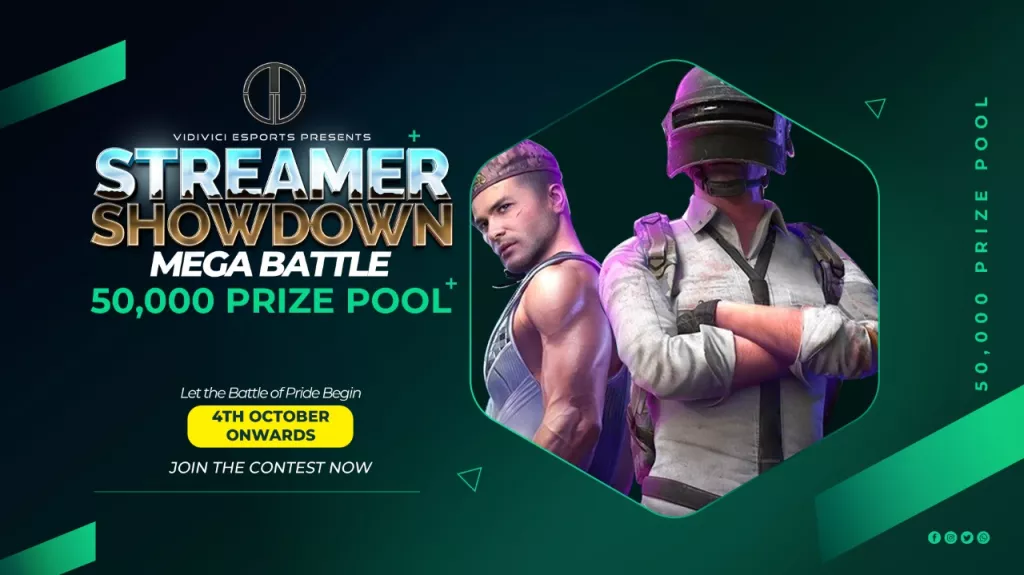 VIDIVICI ESPORTS PRESENTS
STREAMER
SHOWDOWN
MEGA BATTLE
50,000 PRIZE POOL
Let the Battle of Pride Begin
4TH OCTOBER
ONWARDS
JOIN THE CONTEST NOW
50,000 PRIZE POOL